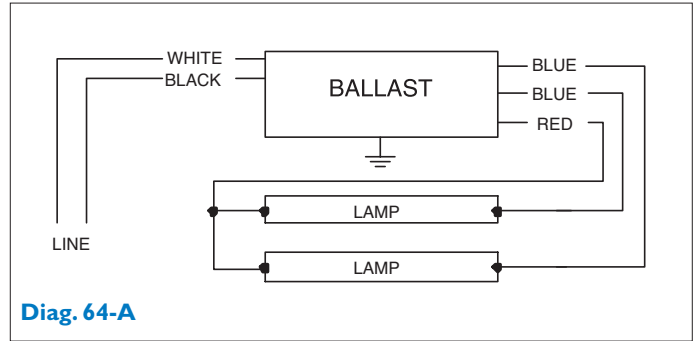 WHITE
BLACK
BALLAST
BLUE
BLUE
RED
LAMP
LINE
LAMP
Diag. 64-A